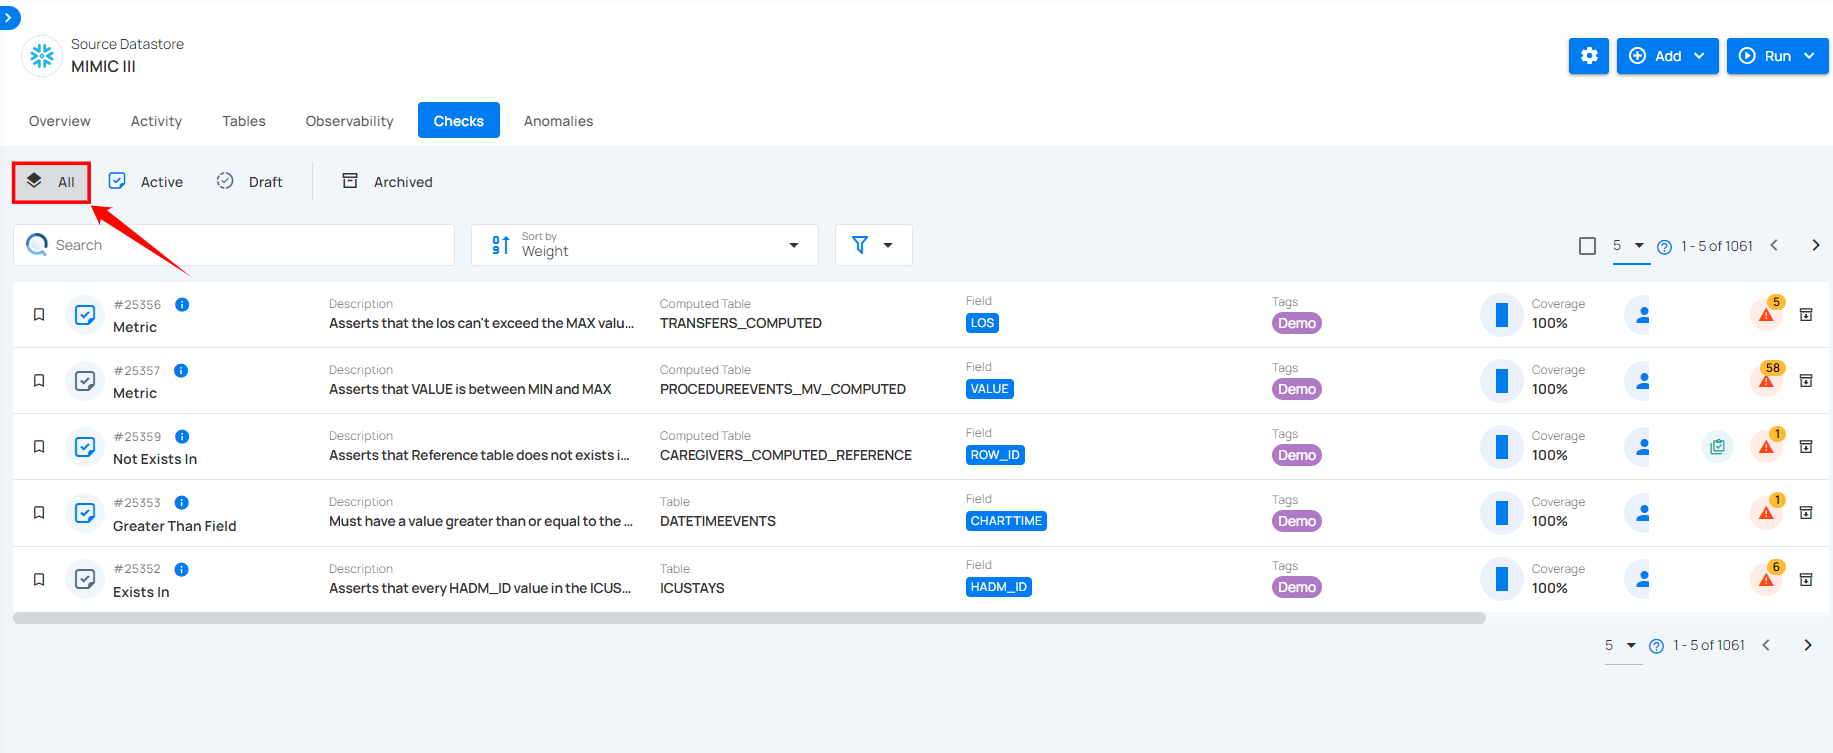 Source Datastore
MIMIC III
Add
Run
Overview Activity Tables Observability Checks Anomalies
All Active Draft Archived
Search
Sort by
Weight
5 1 - 5 of 1061
#25356
Metric
Description
Asserts that the los can't exceed the MAX valu...
Computed Table
TRANSFERS_COMPUTED
Field
LOS
Tags
Demo
Coverage
100%
5
#25357
Metric
Description
Asserts that VALUE is between MIN and MAX
Computed Table
PROCEDUREEVENTS_MV_COMPUTED
Field
VALUE
Tags
Demo
Coverage
100%
58
#25359
Not Exists In
Description
Asserts that Reference table does not exists i...
Computed Table
CAREGIVERS_COMPUTED_REFERENCE
Field
ROW_ID
Tags
Demo
Coverage
100%
1
#25353
Greater Than Field
Description
Must have a value greater than or equal to the ...
Table
DATETIMEEVENTS
Field
CHARTTIME
Tags
Demo
Coverage
100%
1
#25352
Exists In
Description
Asserts that every HADM_ID value in the ICUS...
Table
ICUSTAYS
Field
HADM_ID
Tags
Demo
Coverage
100%
6
5 1 - 5 of 1061